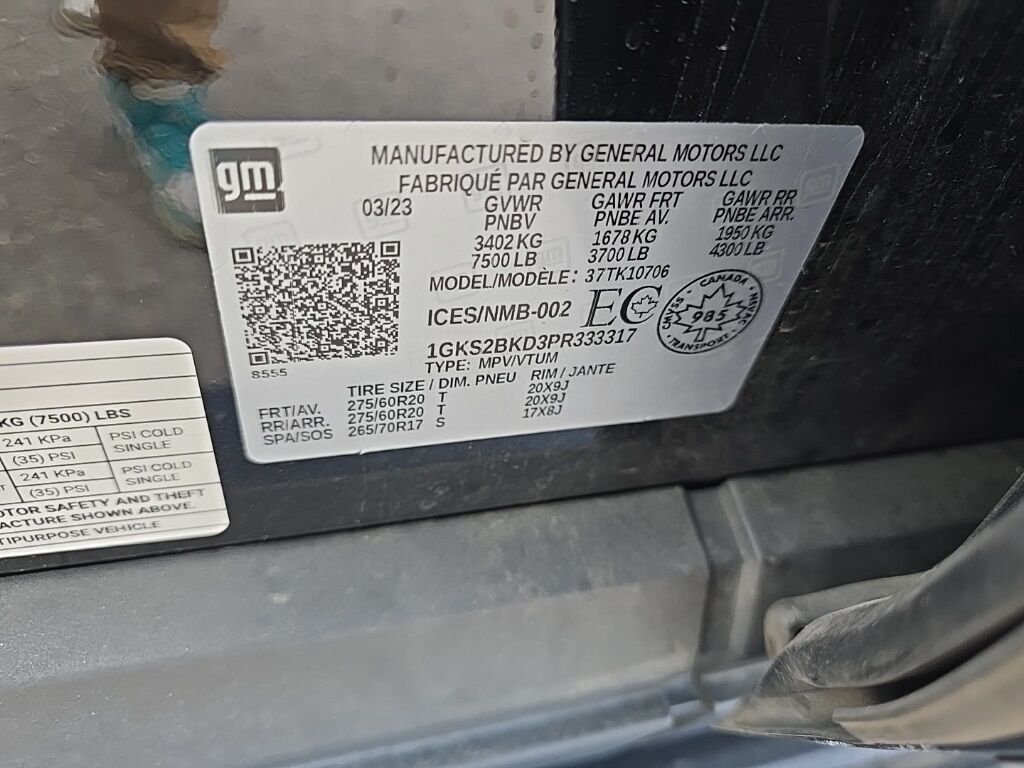 gm
MANUFACTURED BY GENERAL MOTORS LLC
FABRIQUÉ PAR GENERAL MOTORS LLC
03/23 GVWR GAWR FRT GAWR RR
PNBV PNBE AV. PNBE ARR.
3402 KG 1678 KG 1950 KG
7500 LB 3700 LB 4300 LB
MODEL/MODÈLE: 37TK10706
ICES/NMB-002 EC
CANADA
985
TRANSPORT
1GKS2BKD3PR333317
TYPE: MPV/VTUM
8555
TIRE SIZE / DIM. PNEU RIM / JANTE
FRT/AV. 275/60R20 T 20X9J
RR/ARR. 275/60R20 T 20X9J
SPA/SOS 265/70R17 S 17X8J
KG (7500) LBS
241 KPa PSI COLD
(35) PSI SINGLE
241 KPa PSI COLD
(35) PSI SINGLE
OTOR SAFETY AND THEFT
FACTURE SHOWN ABOVE.
TIPURPOSE VEHICLE